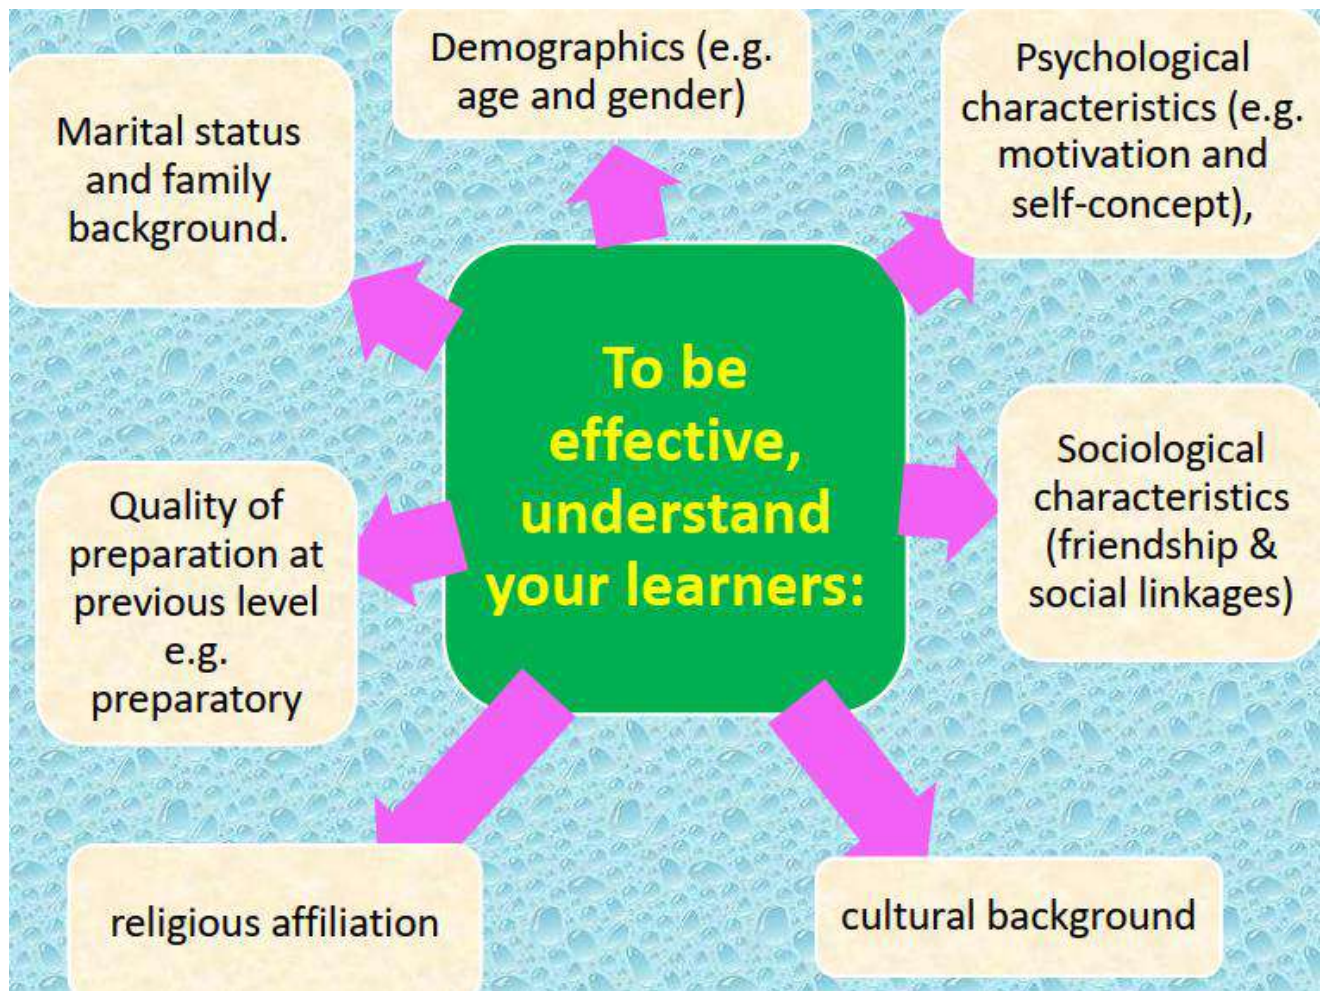 Demographics (e.g.
age and gender)
Psychological
characteristics (e.g.
motivation and
self-concept),
Marital status
and family
background.
To be
effective,
understand
your learners:
Sociological
characteristics
(friendship &
social linkages)
Quality of
preparation at
previous level
e.g.
preparatory
religious affiliation
cultural background